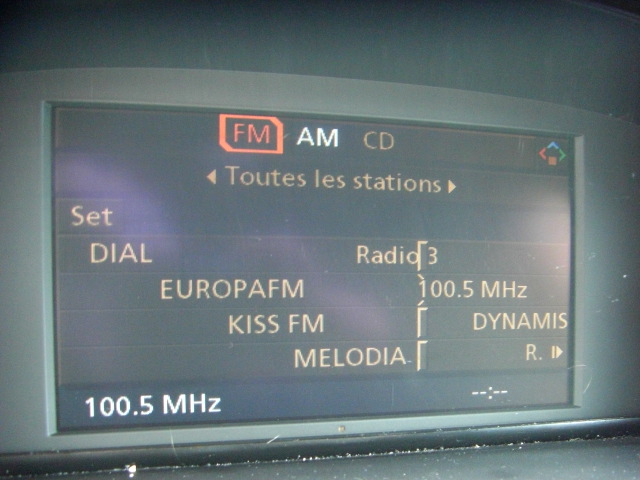 FM AM CD
Toutes les stations
Set
DIAL Radio 3
EUROPAFM 100.5 MHz
KISS FM DYNAMIS
MELODIA R.
100.5 MHz --:--